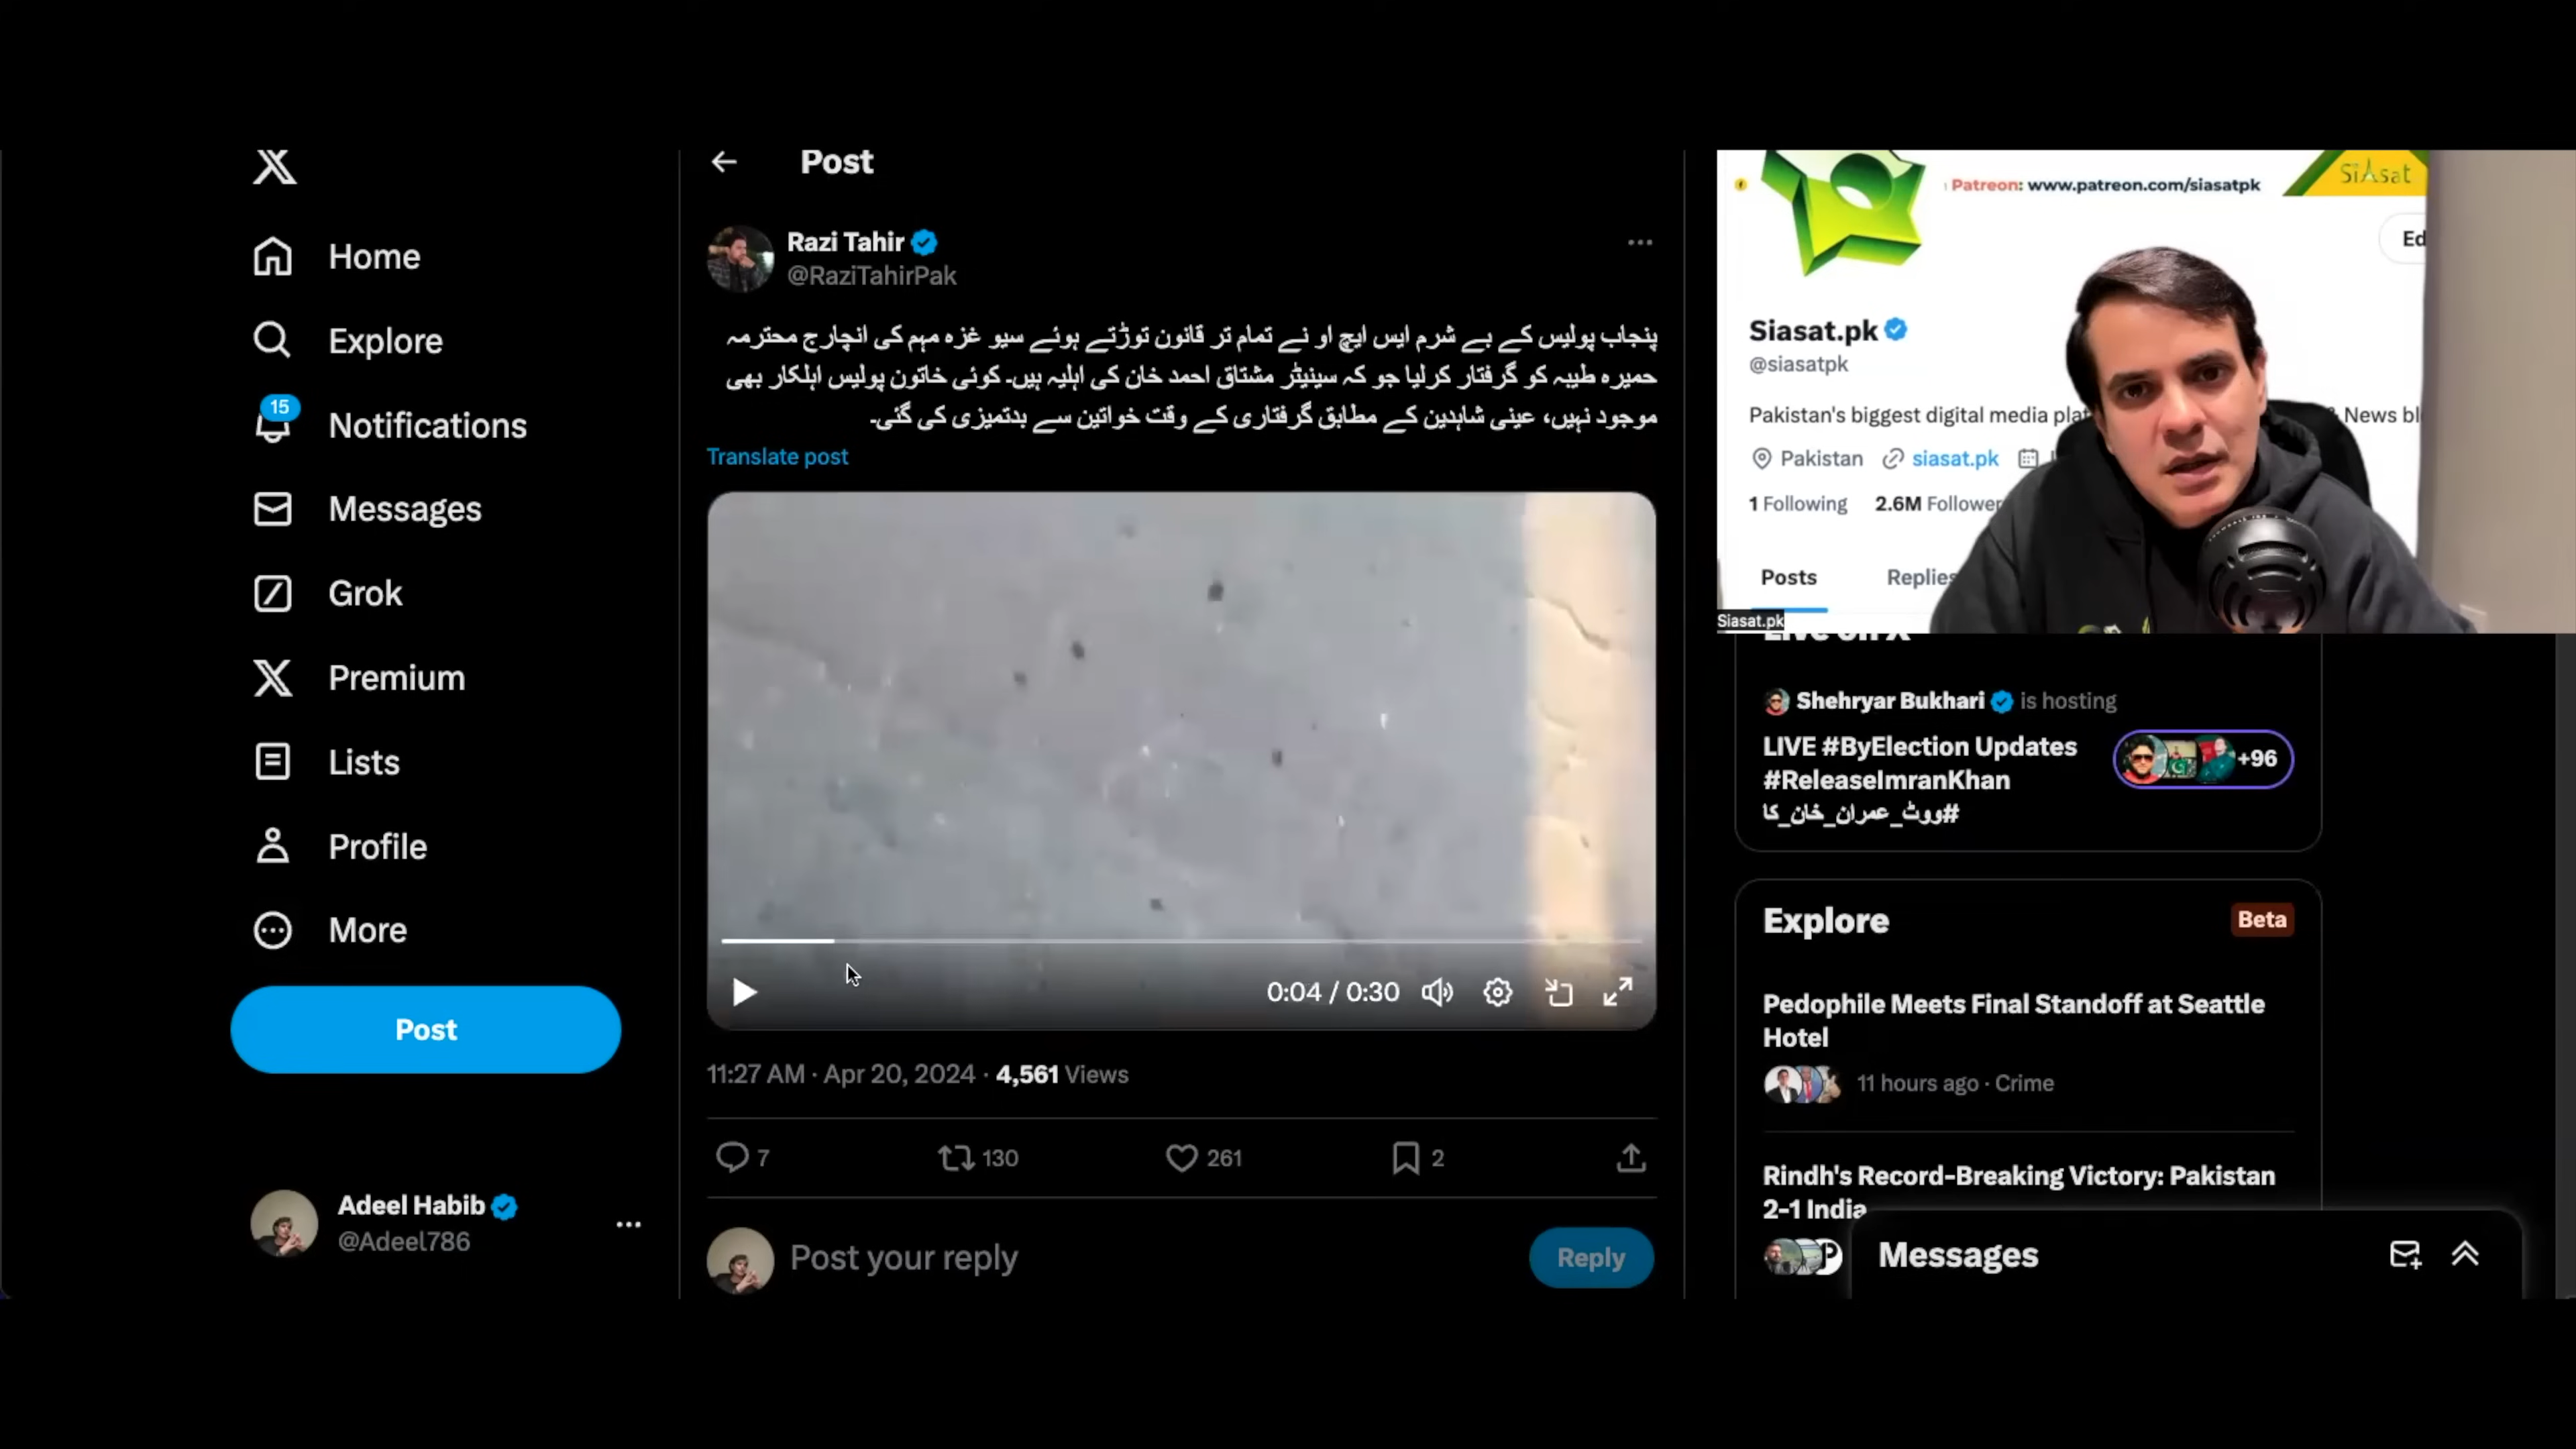 Home
Explore
15
Notifications
Messages
Grok
Premium
Lists
Profile
More
Post
Adeel Habib
@Adeel786
Post
Razi Tahir
@RaziTahirPak
پنجاب پولیس کے بے شرم ایس ایچ او نے تمام تر قانون توڑتے ہوئے سیو غزہ مہم کی انچارج محترمہ
حمیرہ طیبہ کو گرفتار کرلیا جو کہ سینیٹر مشتاق احمد خان کی اہلیہ ہیں۔ کوئی خاتون پولیس اہلکار بھی
موجود نہیں، عینی شاہدین کے مطابق گرفتاری کے وقت خواتین سے بدتمیزی کی گئی۔
Translate post
0:04 / 0:30
11:27 AM · Apr 20, 2024 · 4,561 Views
7
130
261
2
Post your reply
Reply
Patreon: www.patreon.com/siasatpk
SiAsat
Ed
Siasat.pk
@siasatpk
Pakistan's biggest digital media plat
News bl
Pakistan
siasat.pk
1 Following 2.6M Follower
Posts
Replies
Siasat.pk
Live on X
Shehryar Bukhari is hosting
LIVE #ByElection Updates
#ReleaseImranKhan
#ووٹ_عمران_خان_کا
+96
Explore
Beta
Pedophile Meets Final Standoff at Seattle
Hotel
11 hours ago · Crime
Rindh's Record-Breaking Victory: Pakistan
2-1 India
Messages